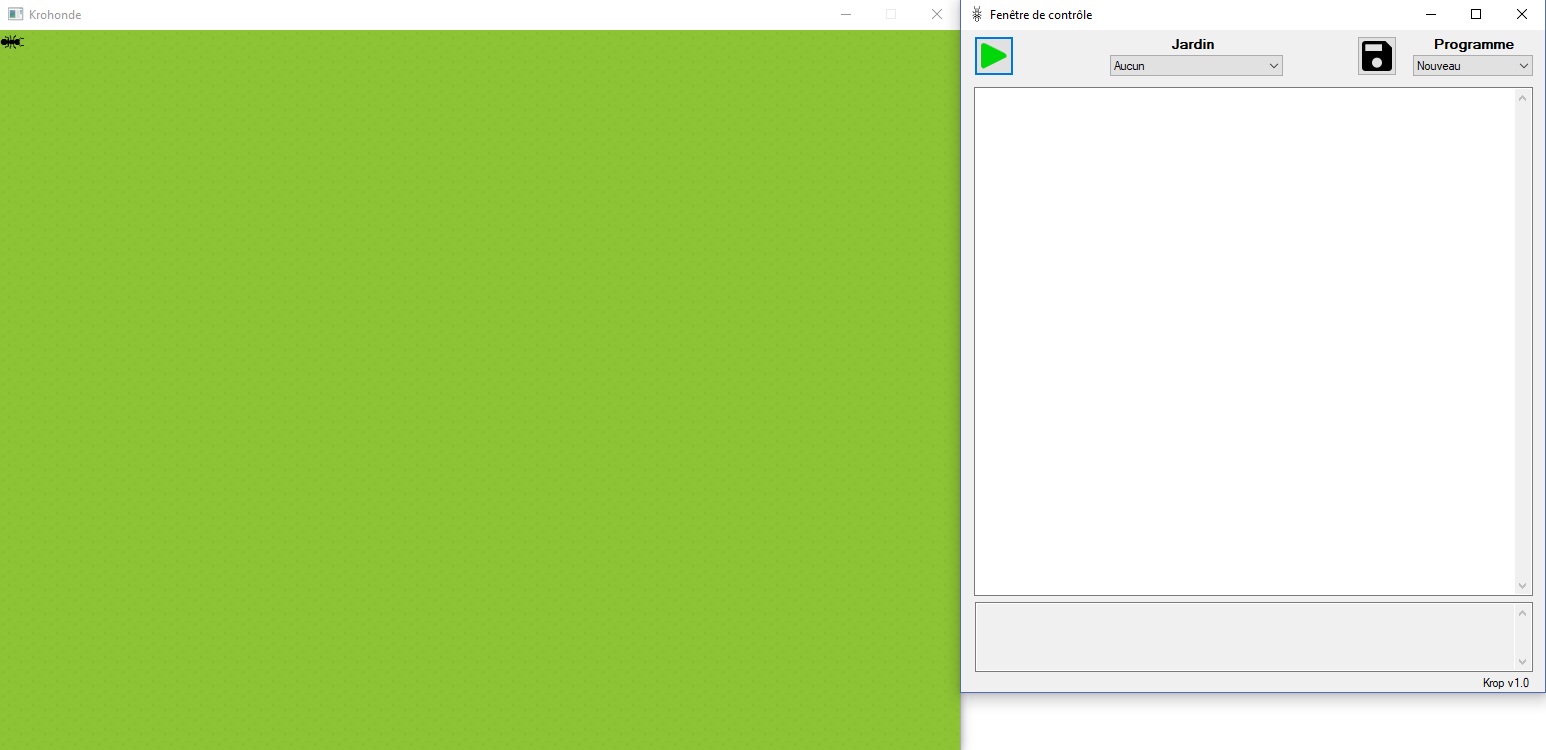 Krohonde
Fenêtre de contrôle
Jardin
Programme
Aucun
Nouveau
Krop v1.0